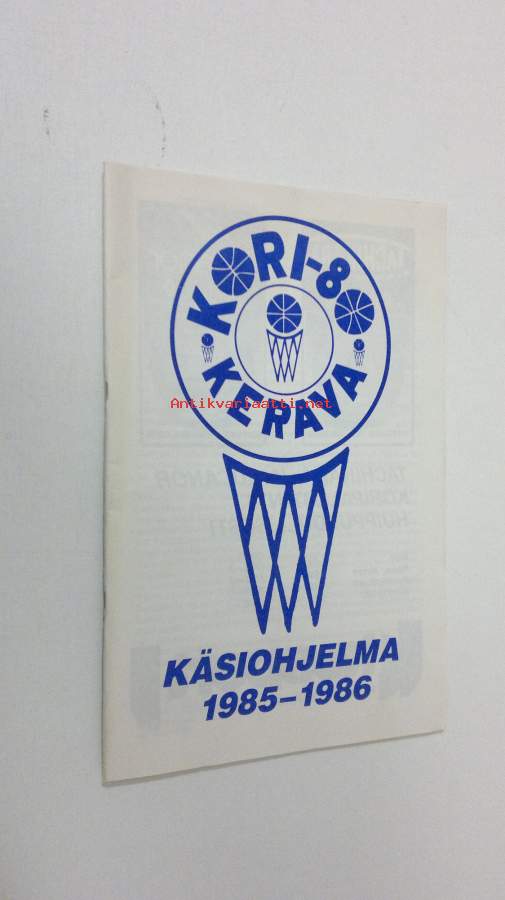 KORI-80
KERAVA
Antikvariaatti.net
KÄSIOHJELMA
1985-1986